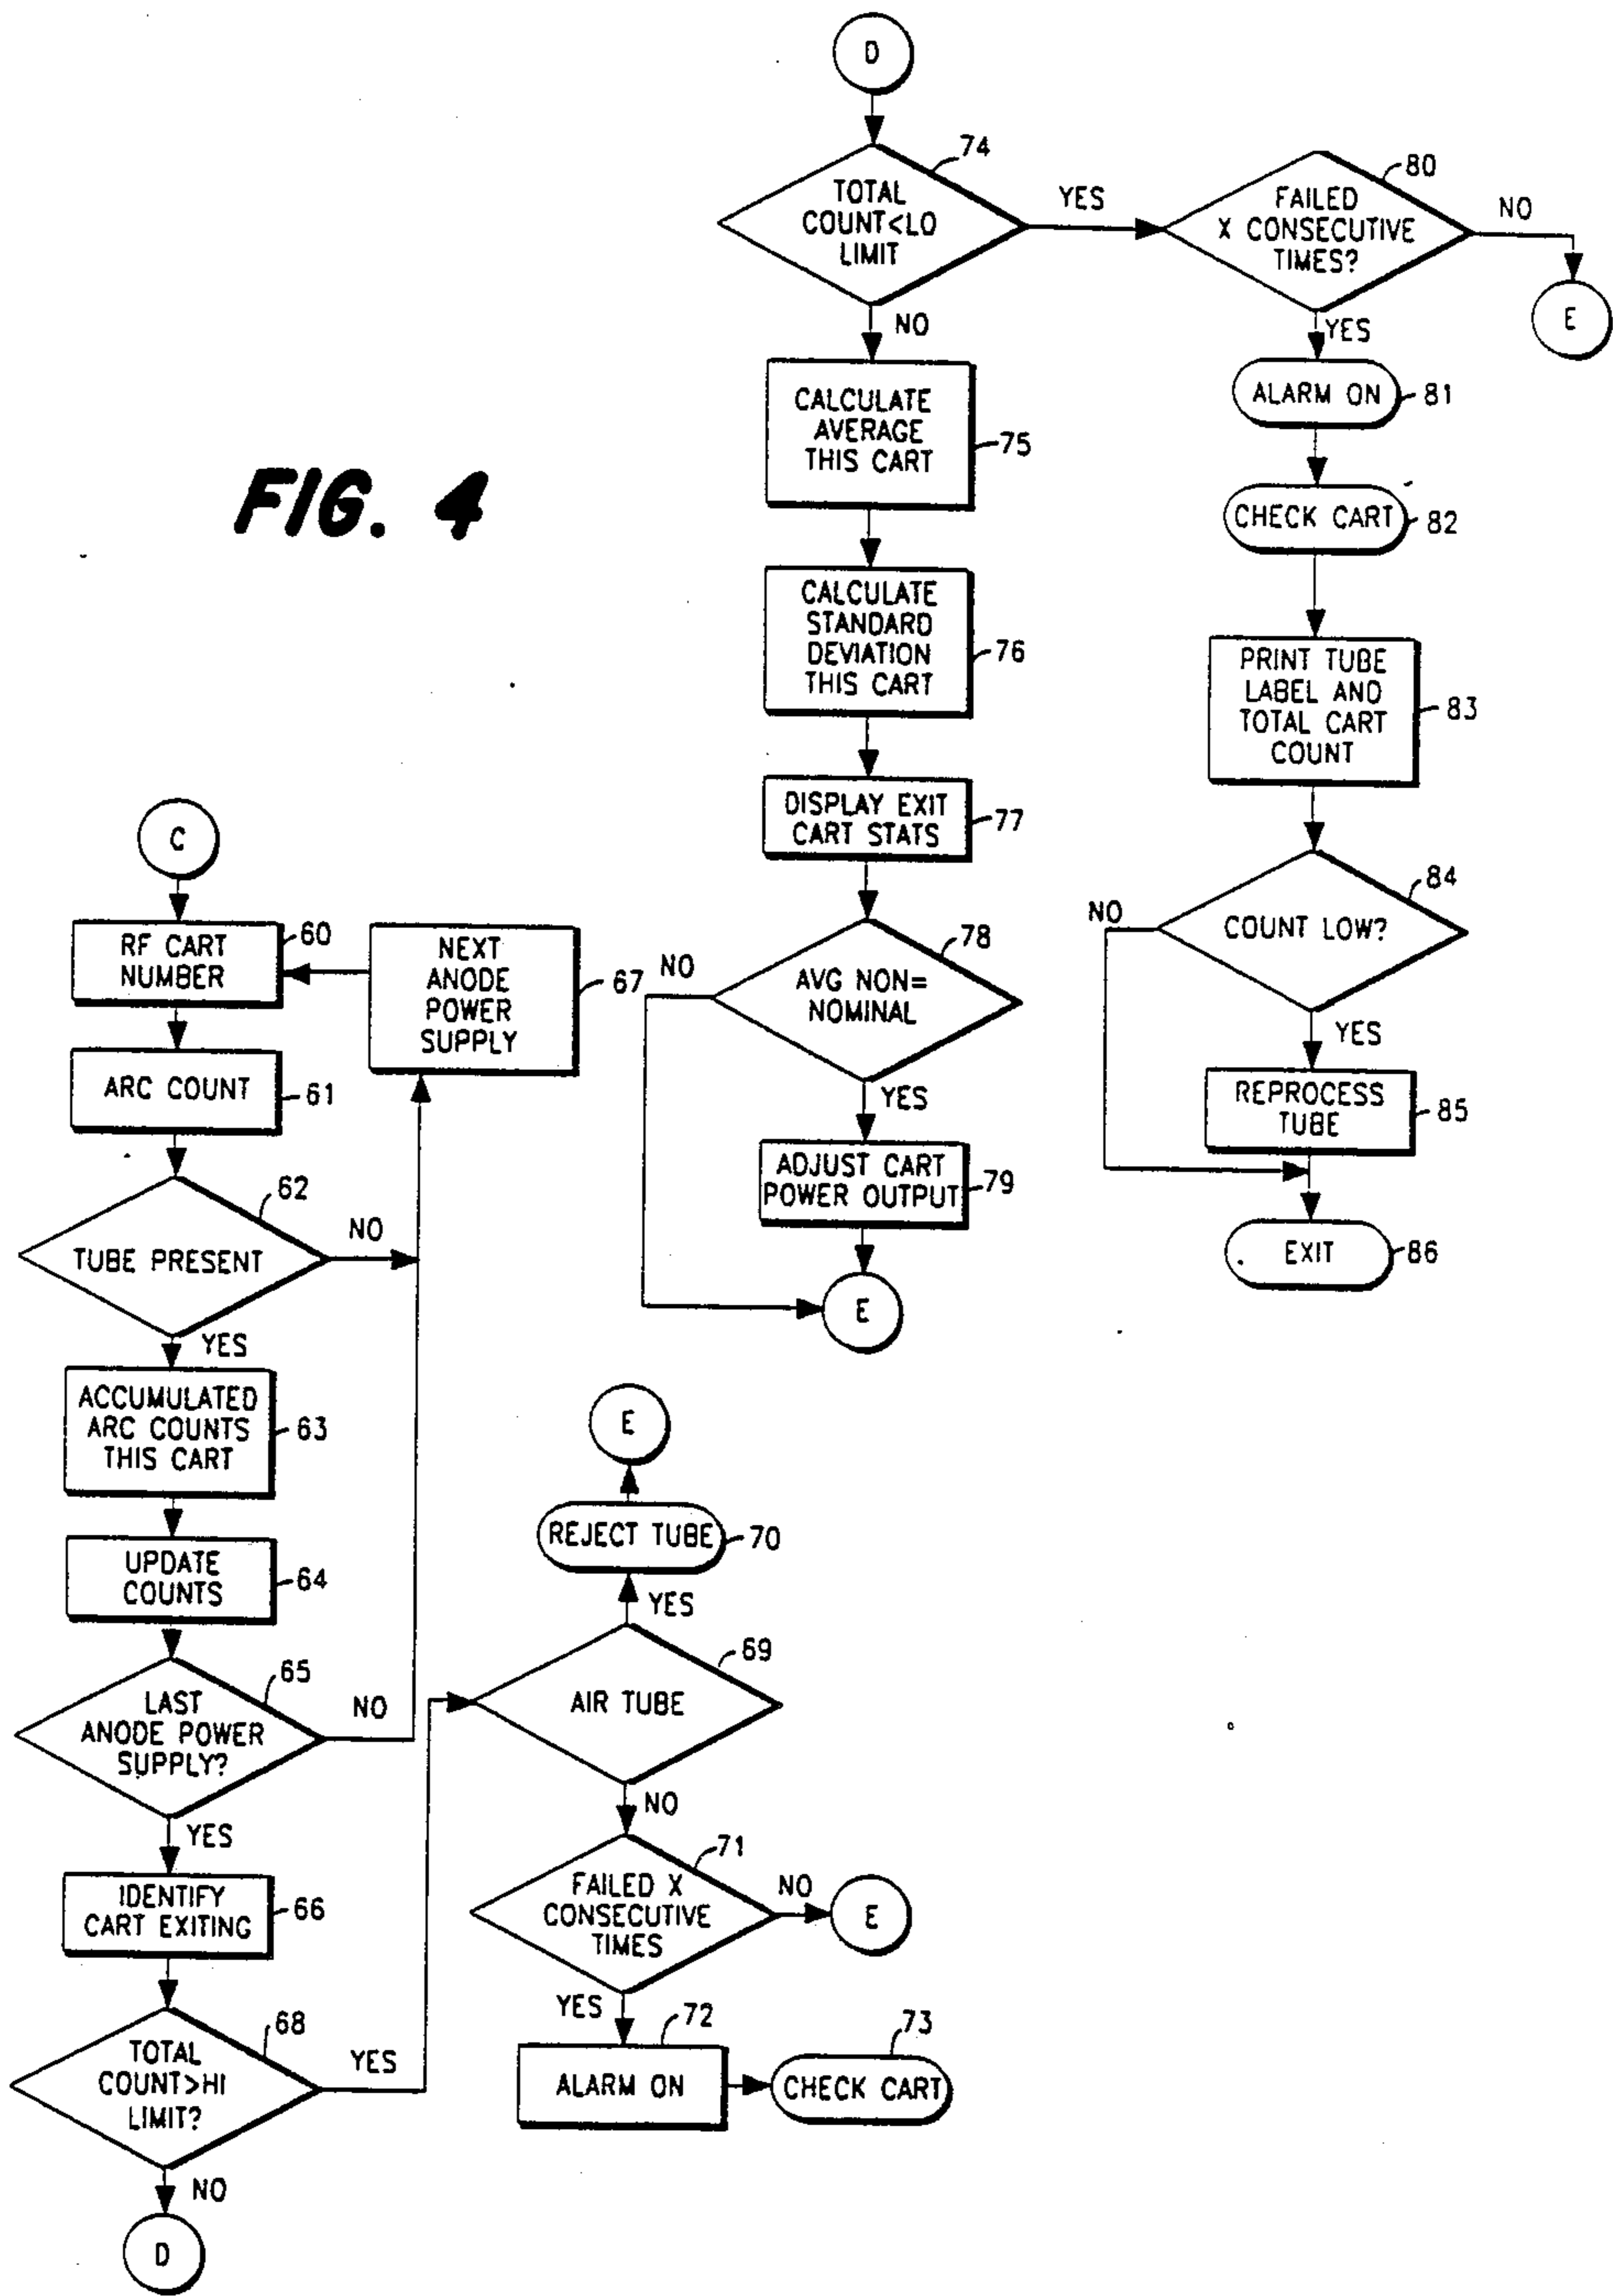 D
74
TOTAL
COUNT<LO
LIMIT
YES
80
FAILED
X CONSECUTIVE
TIMES?
NO
E
NO
YES
CALCULATE
AVERAGE
THIS CART
75
ALARM ON
81
FIG. 4
CHECK CART
82
CALCULATE
STANDARD
DEVIATION
THIS CART
76
PRINT TUBE
LABEL AND
TOTAL CART
COUNT
83
DISPLAY EXIT
CART STATS
77
84
NO
COUNT LOW?
YES
78
NO
AVG NON=
NOMINAL
YES
REPROCESS
TUBE
85
ADJUST CART
POWER OUTPUT
79
EXIT
86
E
C
RF CART
NUMBER
60
NEXT
ANODE
POWER
SUPPLY
67
ARC COUNT
61
62
TUBE PRESENT
NO
YES
ACCUMULATED
ARC COUNTS
THIS CART
63
UPDATE
COUNTS
64
65
LAST
ANODE POWER
SUPPLY?
NO
YES
IDENTIFY
CART EXITING
66
68
TOTAL
COUNT>HI
LIMIT?
YES
NO
D
E
REJECT TUBE
70
YES
69
AIR TUBE
NO
71
FAILED X
CONSECUTIVE
TIMES
NO
E
YES
72
ALARM ON
73
CHECK CART